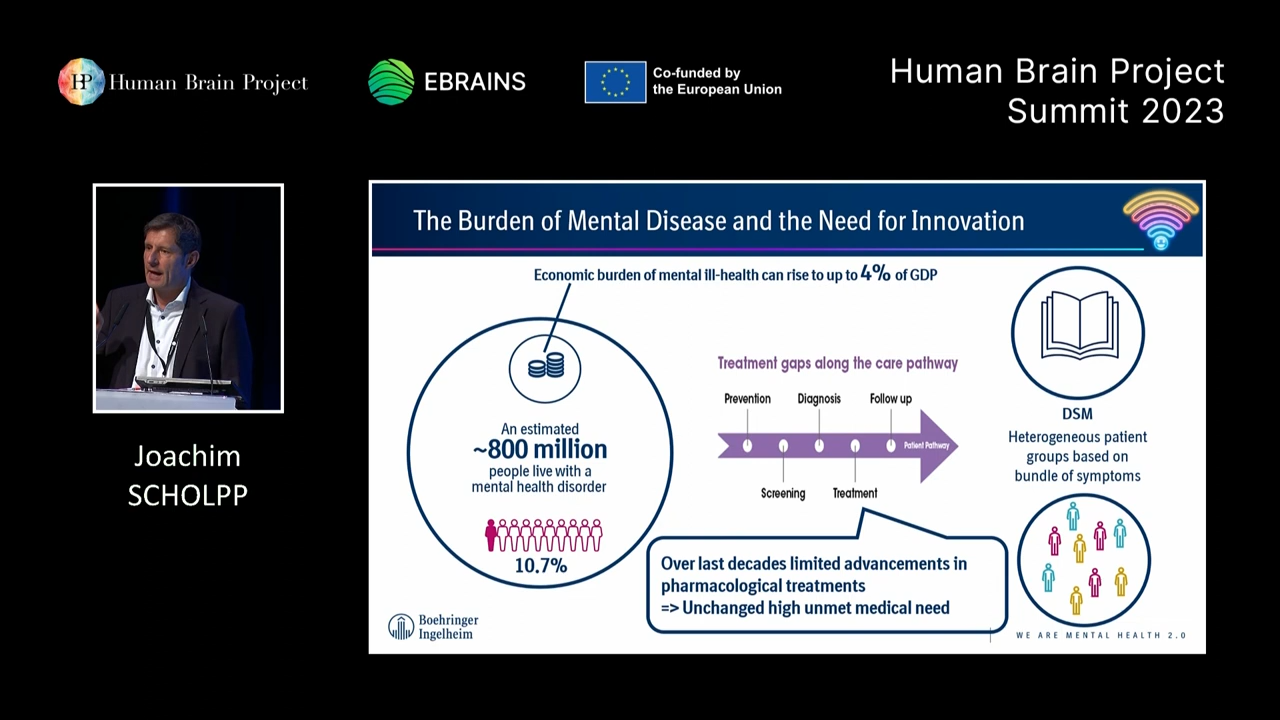 HP Human Brain Project
EBRAINS
Co-funded by
the European Union
Human Brain Project
Summit 2023
Joachim
SCHOLPP
The Burden of Mental Disease and the Need for Innovation
Economic burden of mental ill-health can rise to up to 4% of GDP
An estimated
~800 million
people live with a
mental health disorder
10.7%
Treatment gaps along the care pathway
Prevention
Diagnosis
Follow up
Patient Pathway
Screening
Treatment
Over last decades limited advancements in
pharmacological treatments
=> Unchanged high unmet medical need
DSM
Heterogeneous patient
groups based on
bundle of symptoms
Boehringer
Ingelheim
WE ARE MENTAL HEALTH 2.0